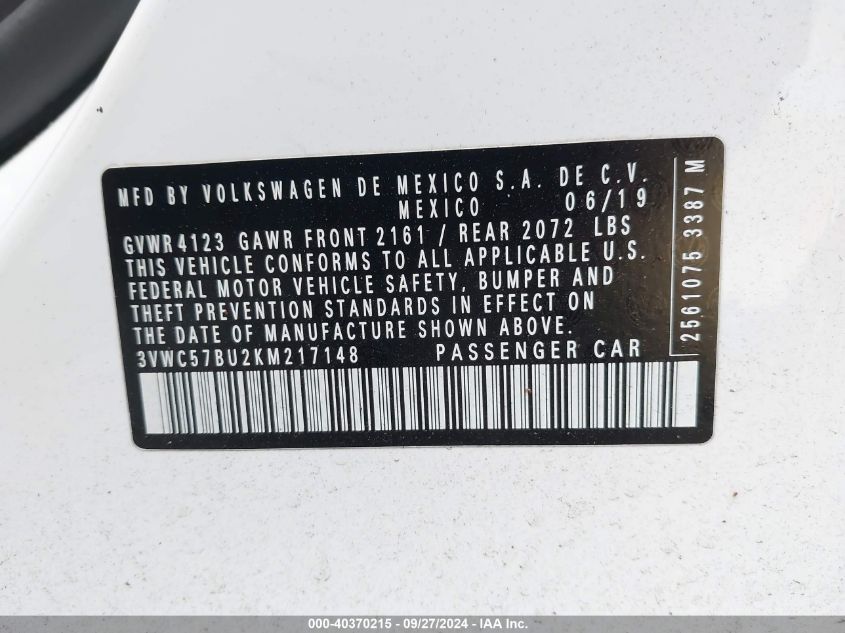 MFD BY VOLKSWAGEN DE MEXICO S.A. DE C.V.
MEXICO 06/19
GVWR 4123 GAWR FRONT 2161 / REAR 2072 LBS
THIS VEHICLE CONFORMS TO ALL APPLICABLE U.S.
FEDERAL MOTOR VEHICLE SAFETY, BUMPER AND
THEFT PREVENTION STANDARDS IN EFFECT ON
THE DATE OF MANUFACTURE SHOWN ABOVE.
3VWC57BU2KM217148 PASSENGER CAR
2561075 3387 M
000-40370215 - 09/27/2024 - IAA Inc.